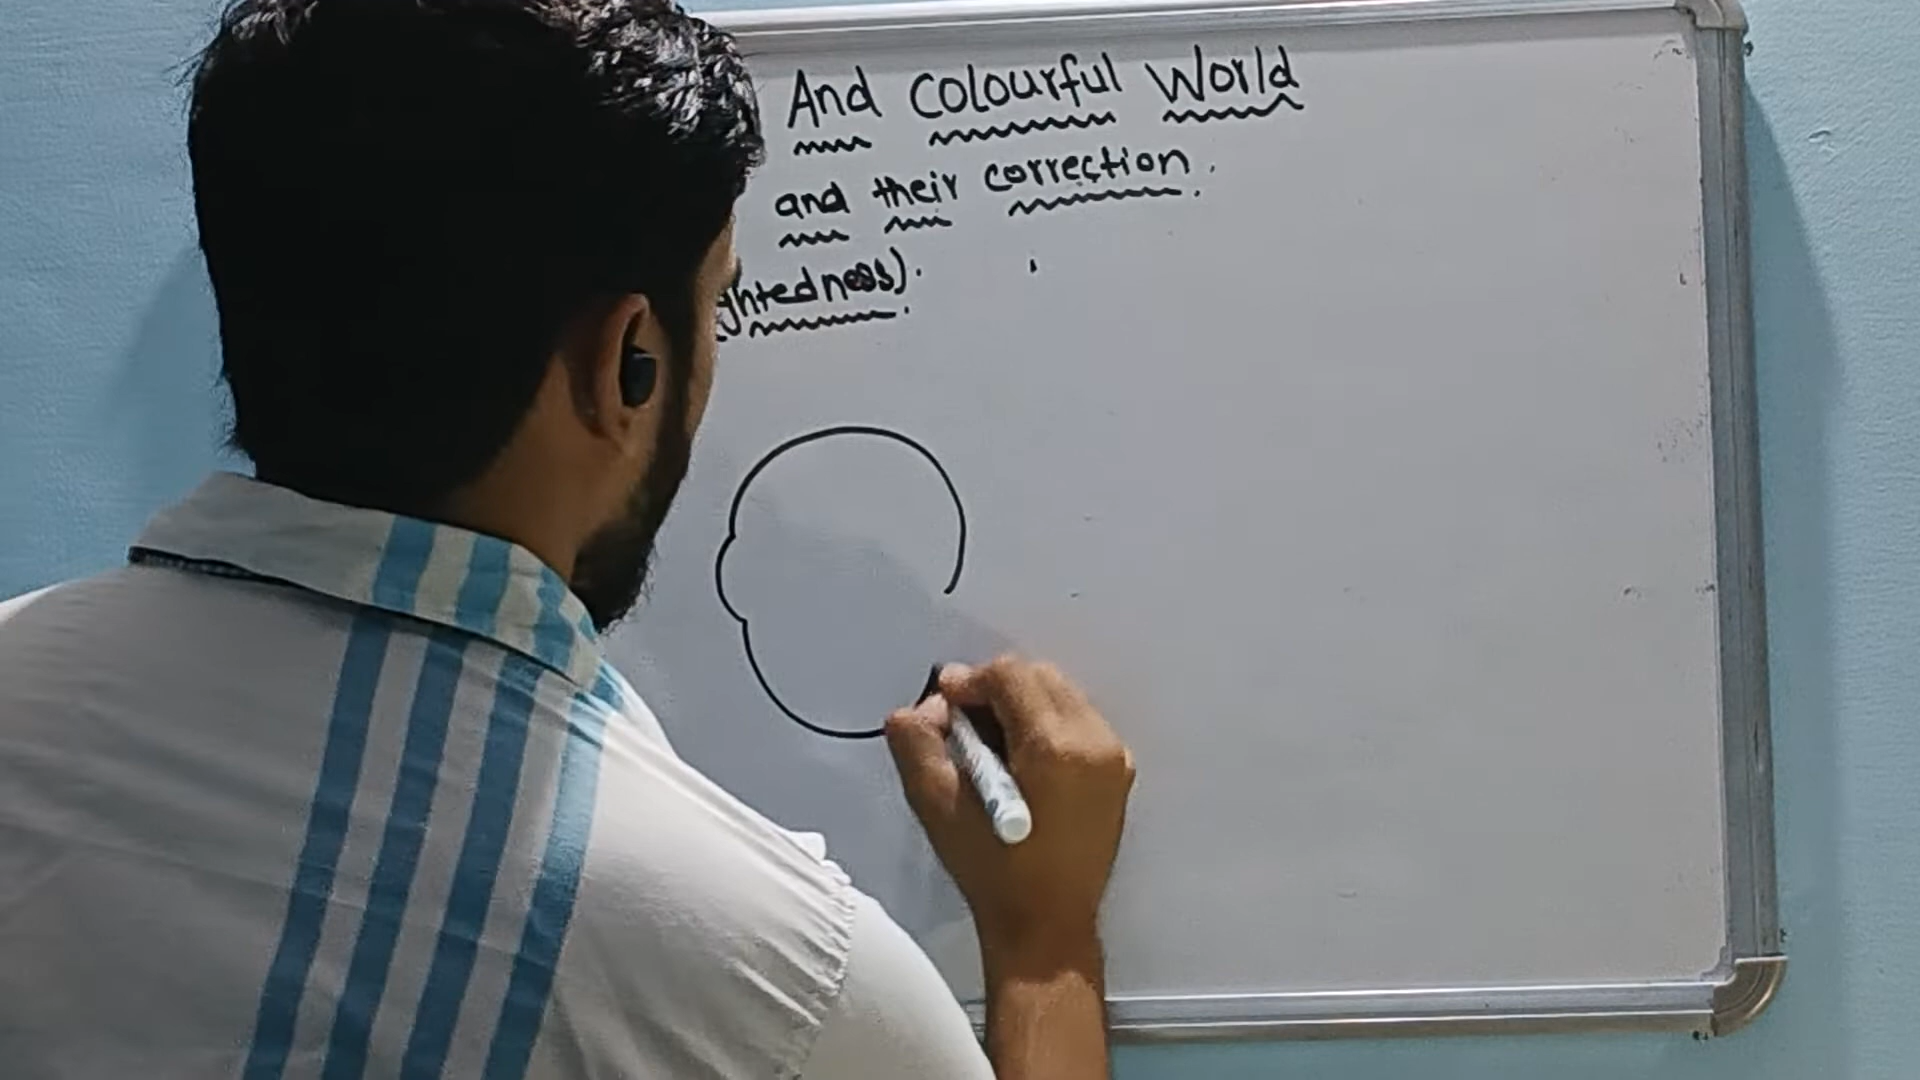 And Colourful World
and their correction.
ghtedness).